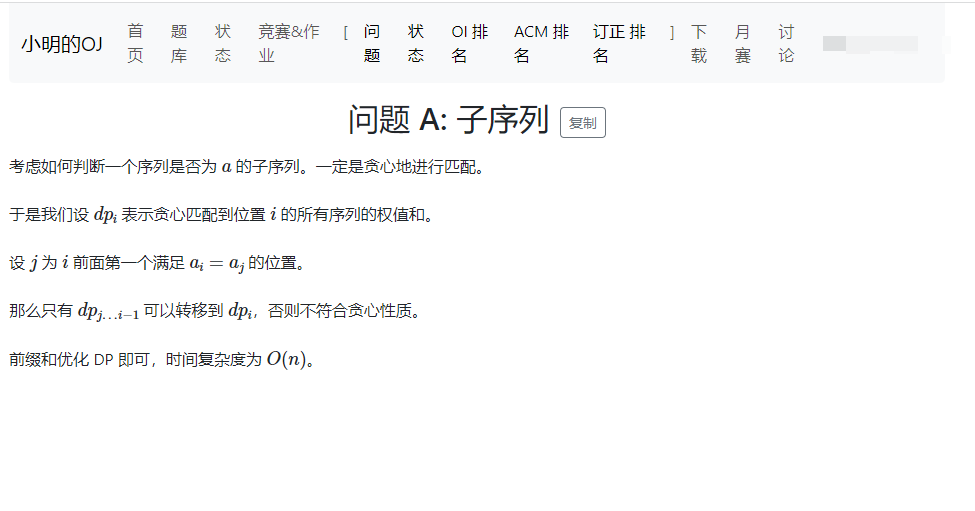 小明的OJ 首页 题库 状态 竞赛&作业 [ 问题 状态 OI 排名 ACM 排名 订正 排名 ] 下载 月赛 讨论
问题 A: 子序列 复制
考虑如何判断一个序列是否为 a 的子序列。一定是贪心地进行匹配。
于是我们设 dp_i 表示贪心匹配到位置 i 的所有序列的权值和。
设 j 为 i 前面第一个满足 a_i = a_j 的位置。
那么只有 dp_{j…i−1} 可以转移到 dp_i，否则不符合贪心性质。
前缀和优化 DP 即可，时间复杂度为 O(n)。